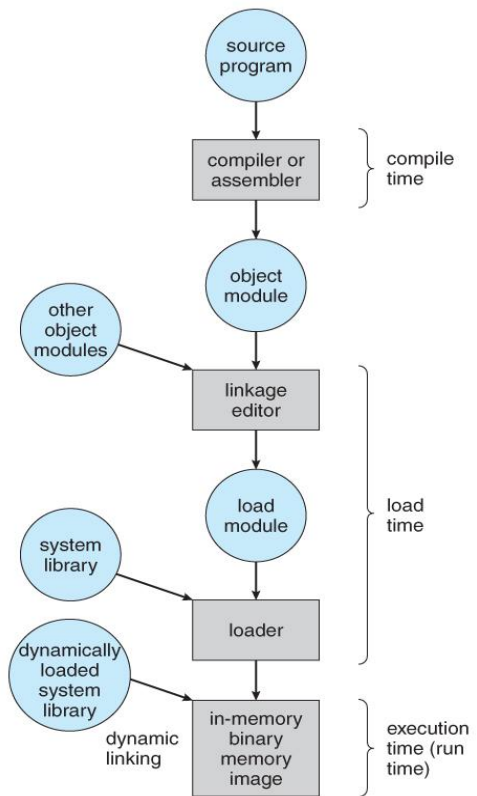 source
program
compiler or
assembler
compile
time
object
module
other
object
modules
linkage
editor
load
module
load
time
system
library
loader
dynamically
loaded
system
library
dynamic
linking
in-memory
binary
memory
image
execution
time (run
time)